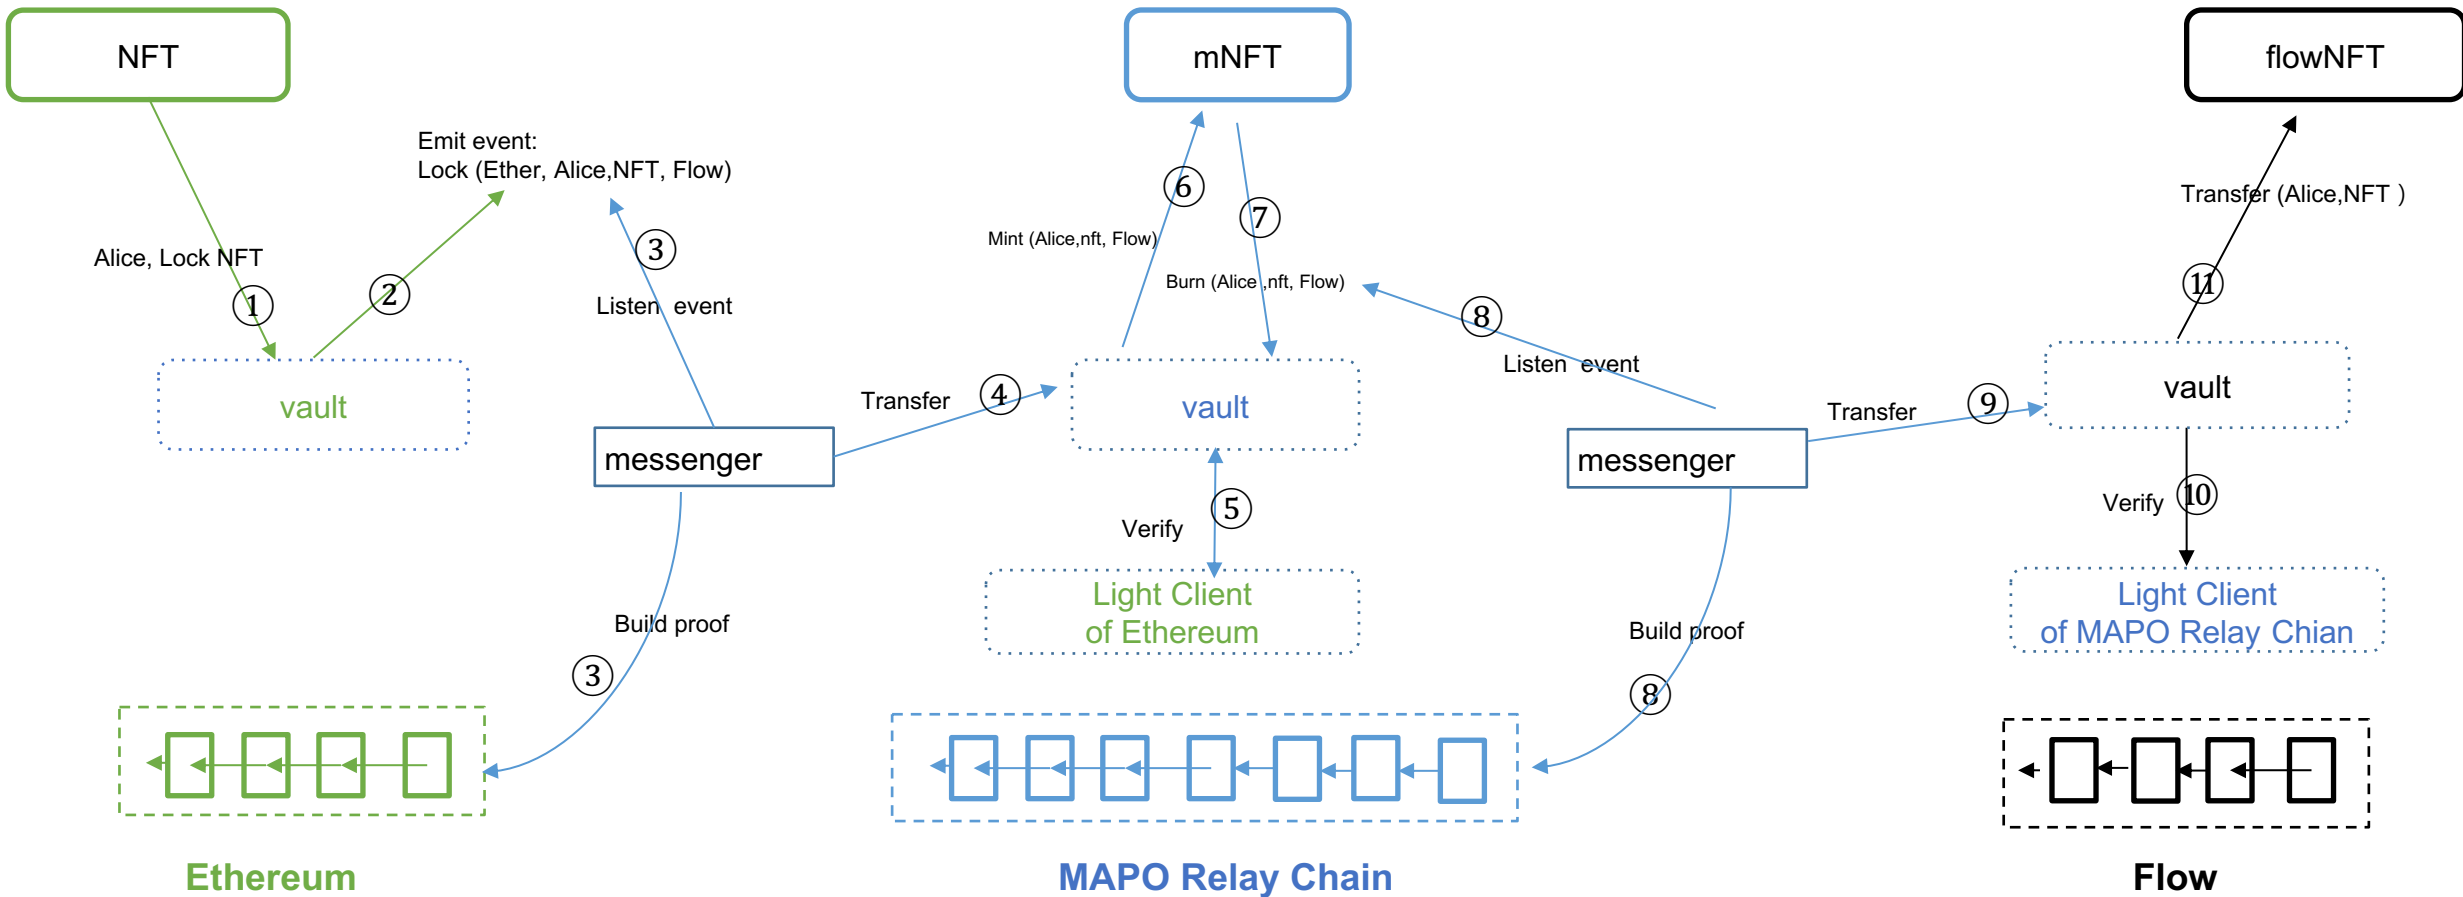 NFT
mNFT
flowNFT
Emit event:
Lock (Ether, Alice,NFT, Flow)
Alice, Lock NFT
①
②
③
Listen  event
Mint (Alice,nft, Flow)
⑥
⑦
Burn (Alice ,nft, Flow)
⑧
Listen  event
Transfer (Alice,NFT )
⑪
vault
Transfer
④
vault
Transfer
⑨
vault
messenger
messenger
Verify
⑤
Verify
⑩
Light Client
of Ethereum
Light Client
of MAPO Relay Chian
Build proof
③
Build proof
⑧
Ethereum
MAPO Relay Chain
Flow